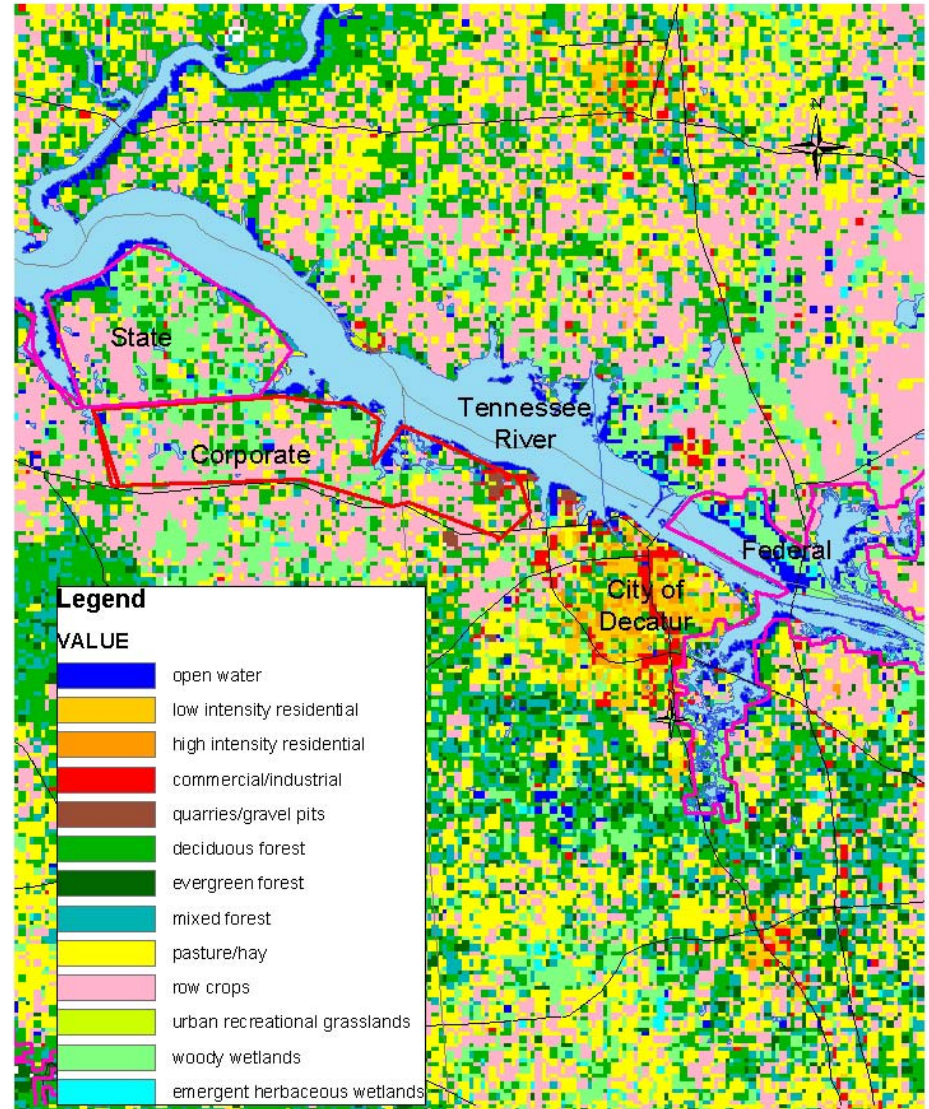 N
State
Tennessee
River
Corporate
Federal
City of
Decatur
Legend
VALUE
open water
low intensity residential
high intensity residential
commercial/industrial
quarries/gravel pits
deciduous forest
evergreen forest
mixed forest
pasture/hay
row crops
urban recreational grasslands
woody wetlands
emergent herbaceous wetlands